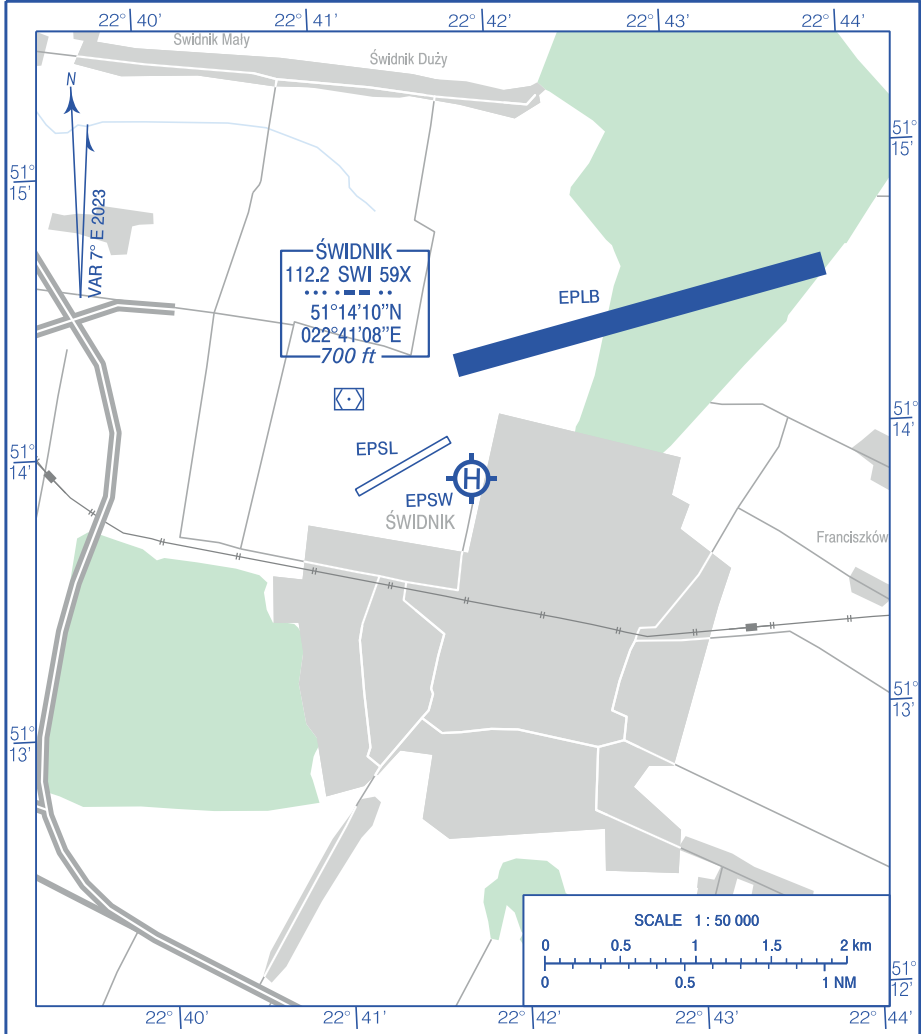 22° 40' 22° 41' 22° 42' 22° 43' 22° 44'
Świdnik Mały
Świdnik Duży
N
VAR 7° E 2023
51°
15'
51°
15'
ŚWIDNIK
112.2 SWI 59X
51°14'10"N
022°41'08"E
700 ft
EPLB
51°
14'
51°
14'
EPSL
H
EPSW
ŚWIDNIK
Franciszków
51°
13'
51°
13'
SCALE 1 : 50 000
0 0.5 1 1.5 2 km
0 0.5 1 NM
51°
12'
22° 40' 22° 41' 22° 42' 22° 43' 22° 44'